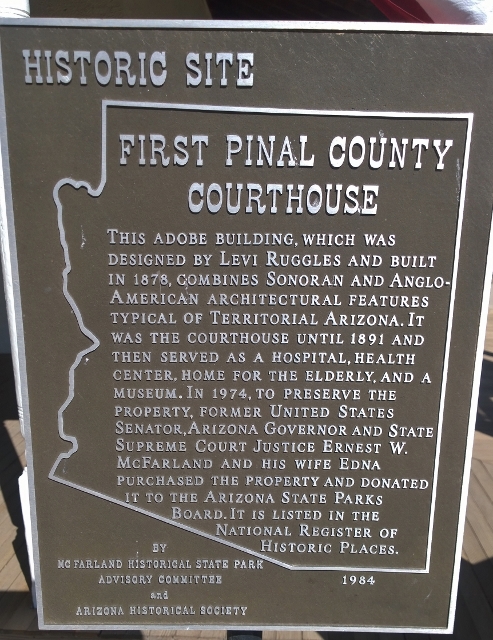 HISTORIC SITE
FIRST PINAL COUNTY
COURTHOUSE
THIS ADOBE BUILDING, WHICH WAS
DESIGNED BY LEVI RUGGLES AND BUILT
IN 1878, COMBINES SONORAN AND ANGLO-
AMERICAN ARCHITECTURAL FEATURES
TYPICAL OF TERRITORIAL ARIZONA. IT
WAS THE COURTHOUSE UNTIL 1891 AND
THEN SERVED AS A HOSPITAL, HEALTH
CENTER, HOME FOR THE ELDERLY, AND A
MUSEUM. IN 1974, TO PRESERVE THE
PROPERTY, FORMER UNITED STATES
SENATOR, ARIZONA GOVERNOR AND STATE
SUPREME COURT JUSTICE ERNEST W.
MCFARLAND AND HIS WIFE EDNA
PURCHASED THE PROPERTY AND DONATED
IT TO THE ARIZONA STATE PARKS
BOARD. IT IS LISTED IN THE
NATIONAL REGISTER OF
HISTORIC PLACES.
BY
MCFARLAND HISTORICAL STATE PARK
ADVISORY COMMITTEE
and
ARIZONA HISTORICAL SOCIETY
1984